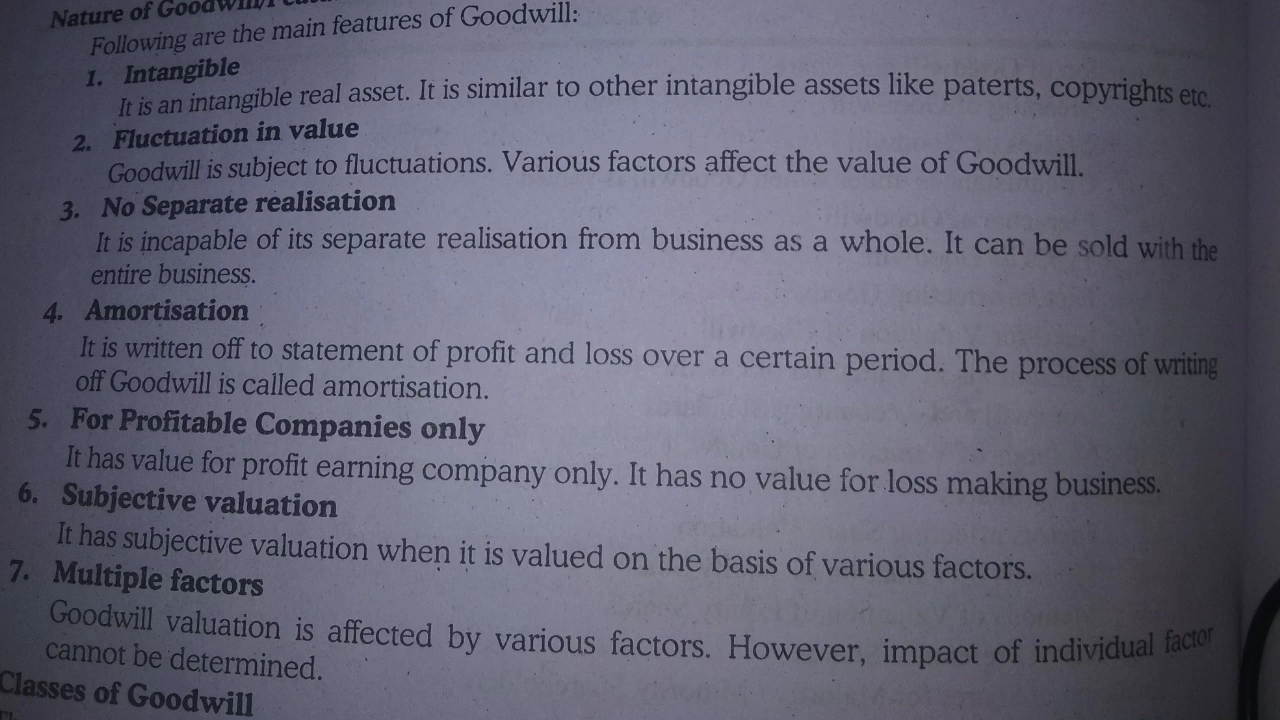 Nature of Goodwill/
Following are the main features of Goodwill:
1. Intangible
It is an intangible real asset. It is similar to other intangible assets like paterts, copyrights etc.
2. Fluctuation in value
Goodwill is subject to fluctuations. Various factors affect the value of Goodwill.
3. No Separate realisation
It is incapable of its separate realisation from business as a whole. It can be sold with the
entire business.
4. Amortisation
It is written off to statement of profit and loss over a certain period. The process of writing
off Goodwill is called amortisation.
5. For Profitable Companies only
It has value for profit earning company only. It has no value for loss making business.
6. Subjective valuation
It has subjective valuation when it is valued on the basis of various factors.
7. Multiple factors
Goodwill valuation is affected by various factors. However, impact of individual factor
cannot be determined.
Classes of Goodwill